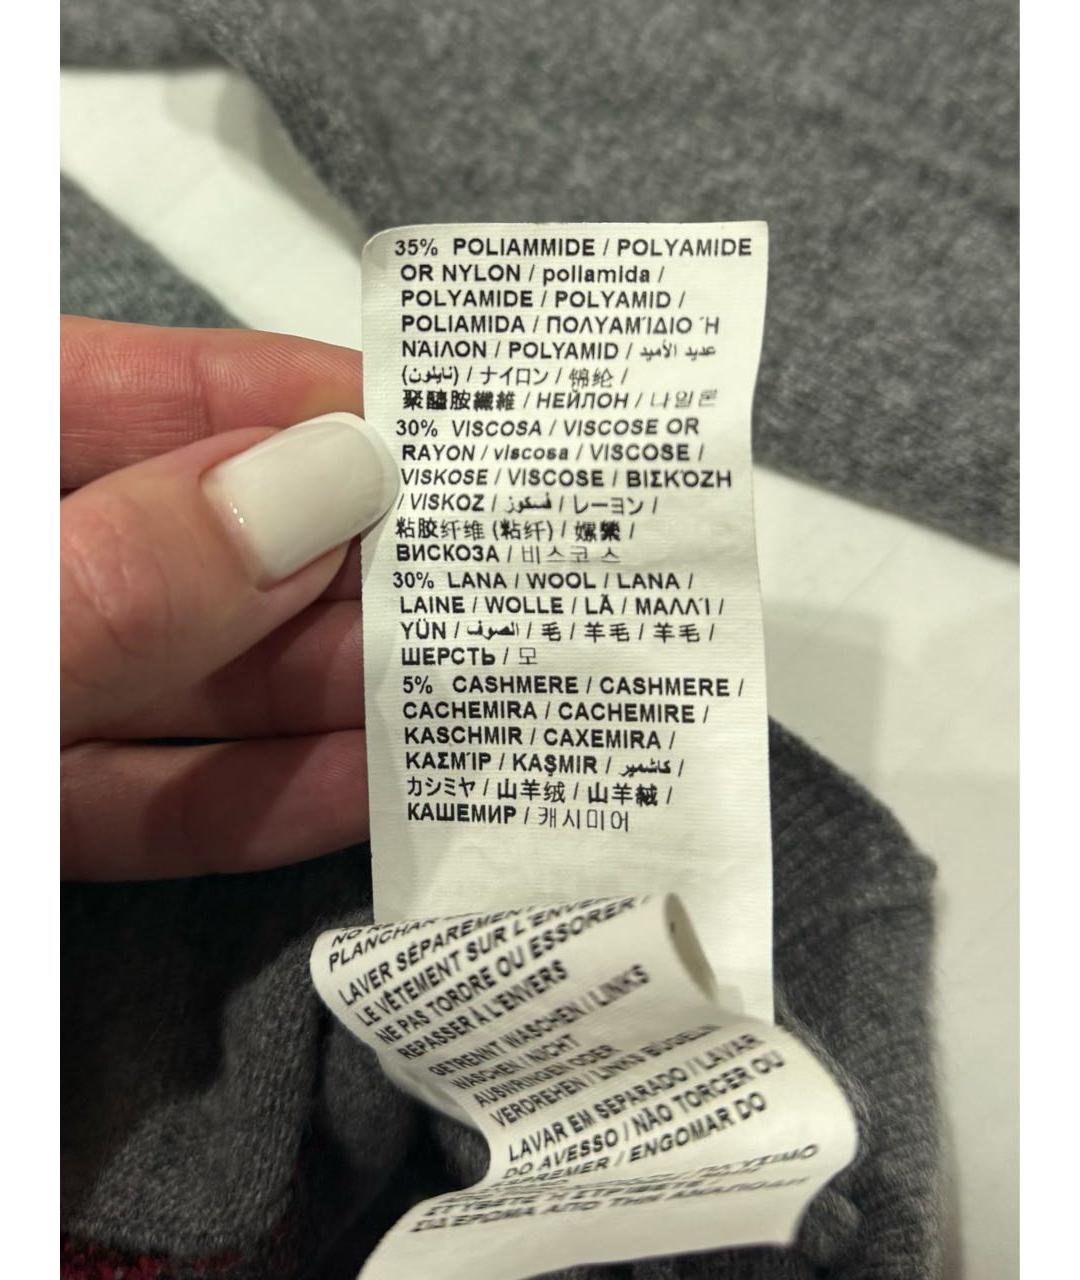 35% POLIAMMIDE / POLYAMIDE
OR NYLON / poliamida /
POLYAMIDE / POLYAMID /
POLIAMIDA / ΠΟΛΥΑΜΊΔΙΟ Ή
ΝΆΙΛΟΝ / POLYAMID / عديد الأميد
(نايلون) / ナイロン / 锦纶 /
聚醯胺纖維 / НЕЙЛОН / 나일론
30% VISCOSA / VISCOSE OR
RAYON / viscosa / VISCOSE /
VISKOSE / VISCOSE / ΒΙΣΚΌΖΗ
/ VISKOZ / فسكوز / レーヨン /
粘胶纤维 (粘纤) / 嫘縈 /
ВИСКОЗА / 비스코스
30% LANA / WOOL / LANA /
LAINE / WOLLE / LÃ / ΜΑΛΛΊ /
YÜN / الصوف / 毛 / 羊毛 / 羊毛 /
ШЕРСТЬ / 모
5% CASHMERE / CASHMERE /
CACHEMIRA / CACHEMIRE /
KASCHMIR / CAXEMIRA /
ΚΑΣΜΊΡ / KAŞMIR / كاشمير /
カシミヤ / 山羊绒 / 山羊絨 /
КАШЕМИР / 캐시미어
PLANCHAR
LAVER SÉPARÉMENT
LE VÊTEMENT SUR L'ENVERS /
NE PAS TORDRE OU ESSORER /
REPASSER À L'ENVERS
GETRENNT WASCHEN / LINKS
WASCHEN / NICHT
AUSWRINGEN ODER
VERDREHEN / LINKS BÜGELN
LAVAR EM SEPARADO / LAVAR
DO AVESSO / NÃO TORCER OU
ESPREMER / ENGOMAR DO
ΣΙΔΕΡΩΜΑ ΑΠΟ ΤΗΝ ΑΝΑΠΟΔΗ